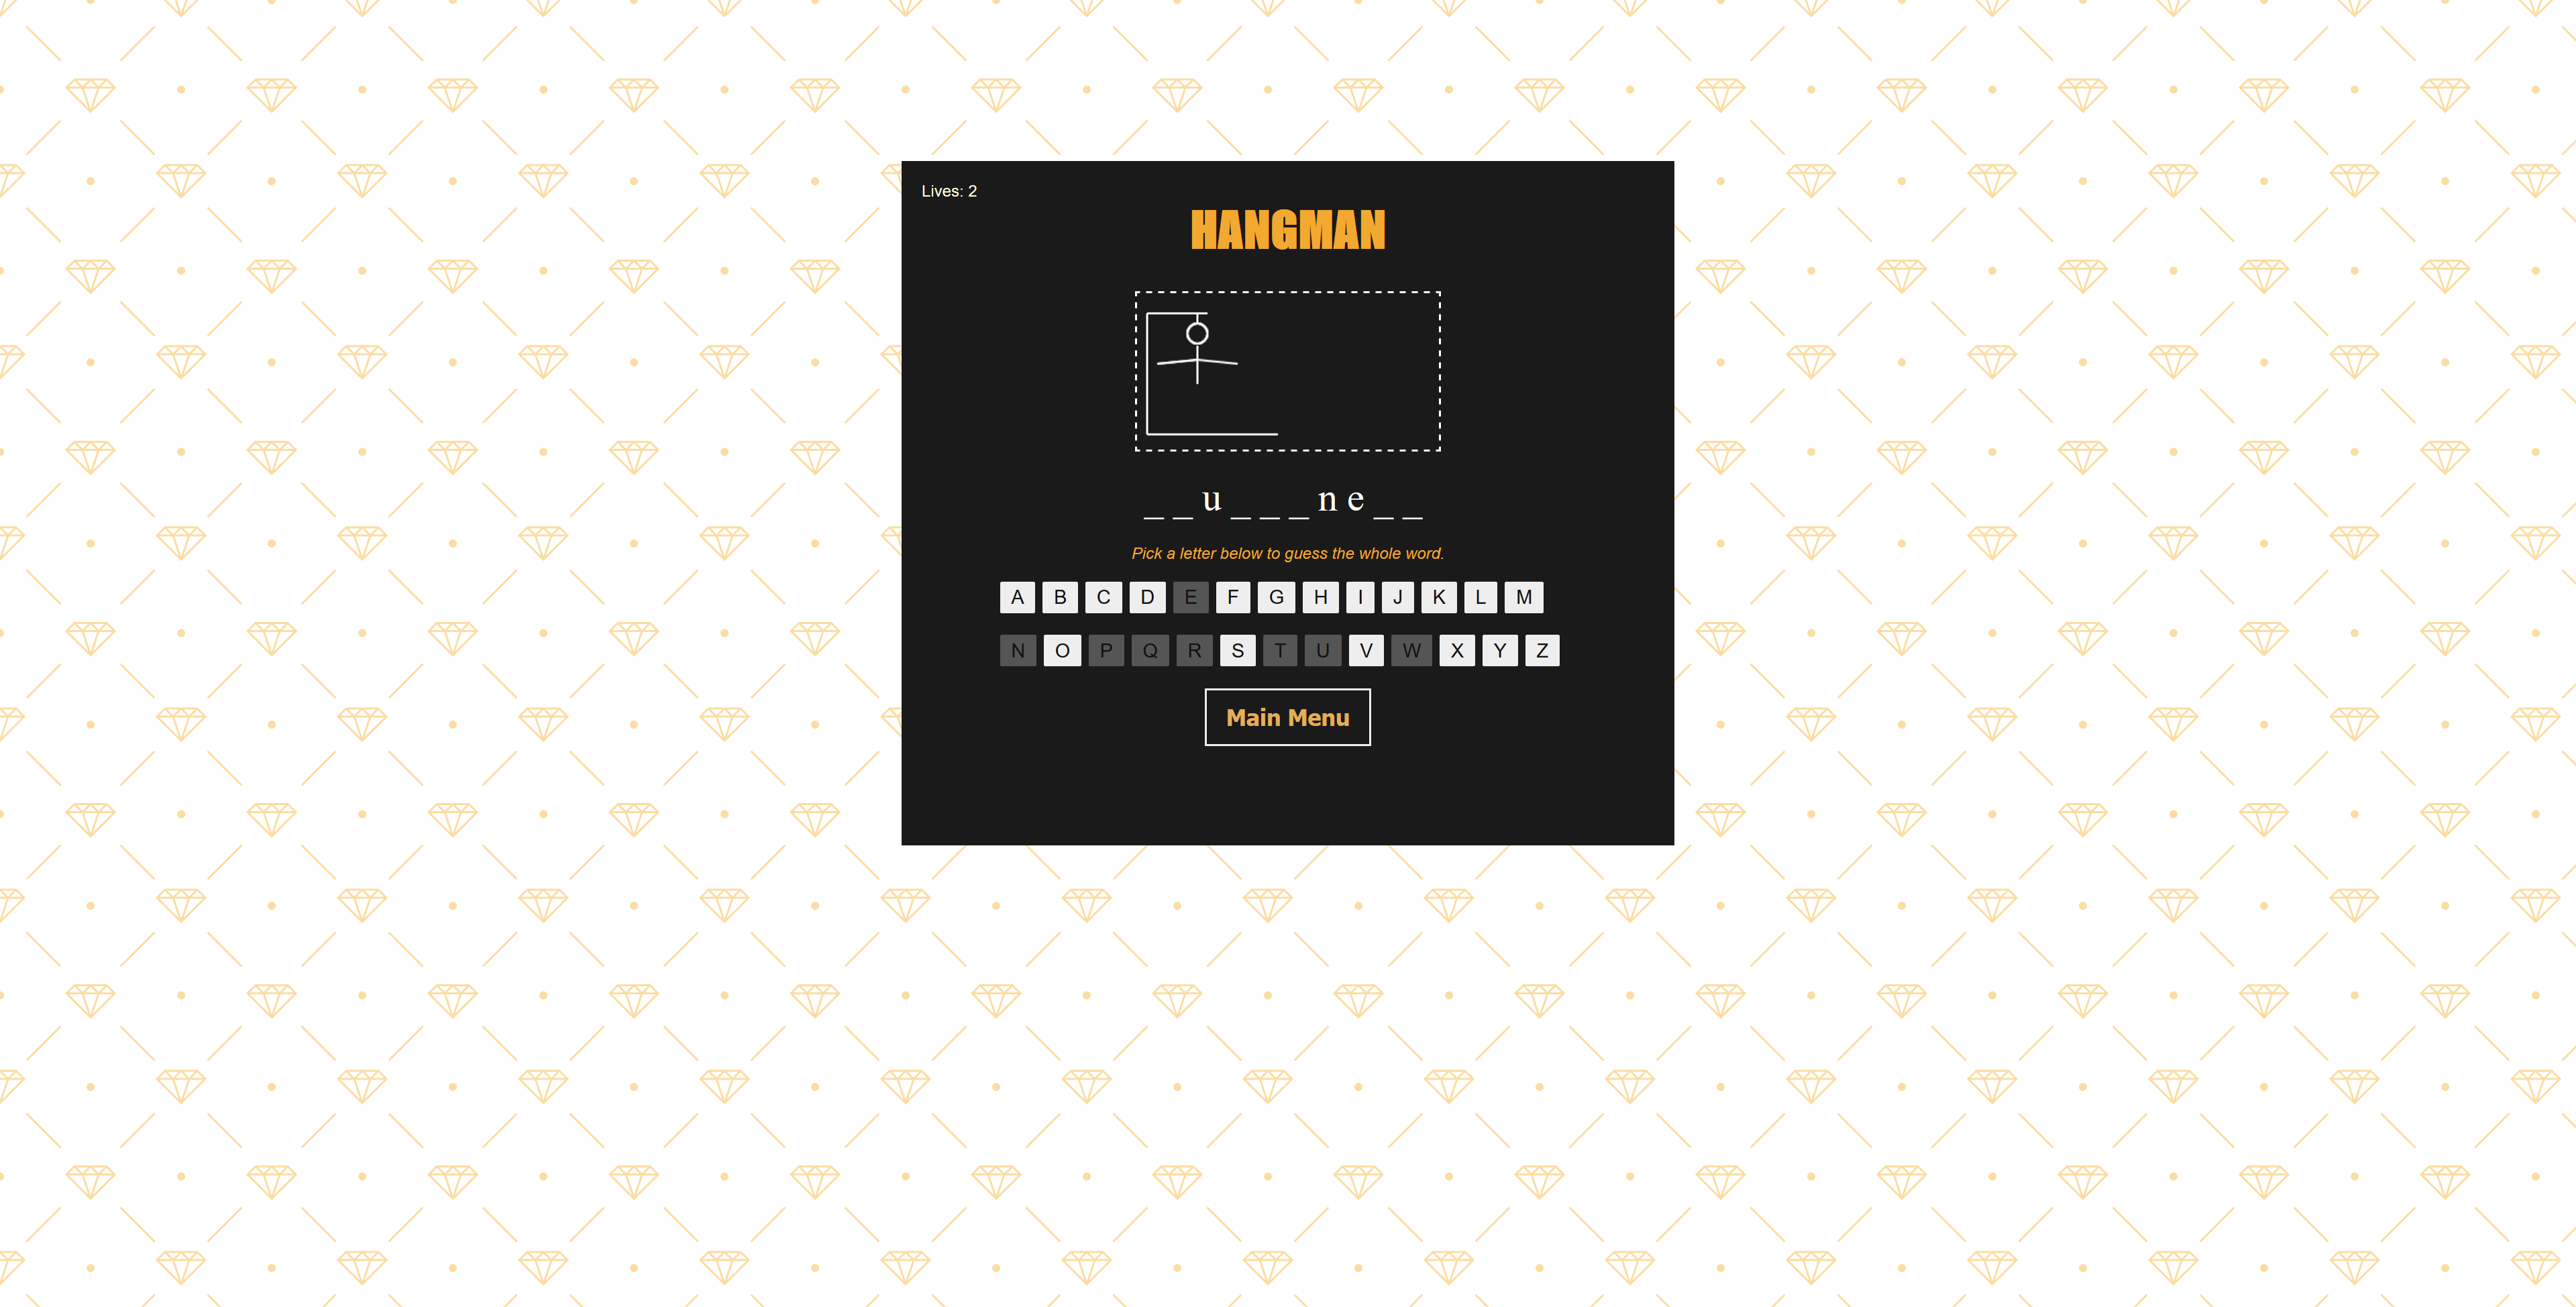 Lives: 2
HANGMAN
_ _ u _ _ _ n e _ _
Pick a letter below to guess the whole word.
A B C D E F G H I J K L M
N O P Q R S T U V W X Y Z
Main Menu